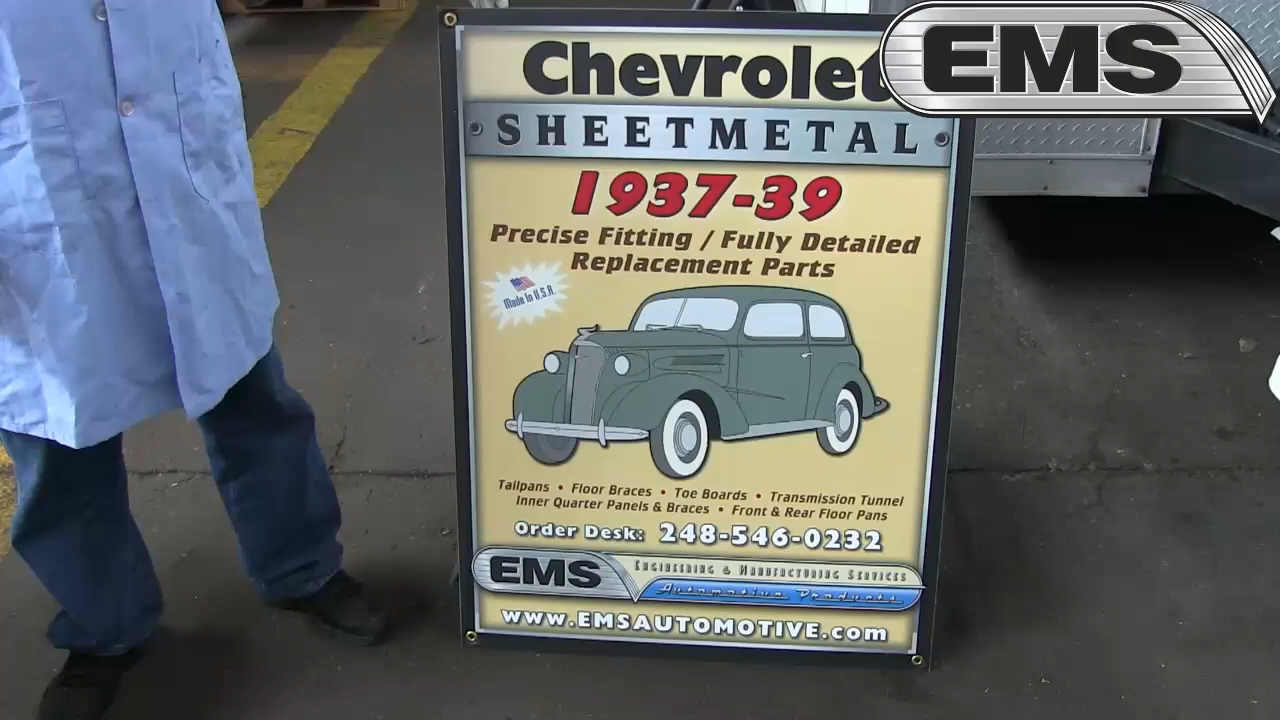 EMS
Chevrolet
SHEETMETAL
1937-39
Precise Fitting / Fully Detailed
Replacement Parts
Made In U.S.A.
Tailpans • Floor Braces • Toe Boards • Transmission Tunnel
Inner Quarter Panels & Braces • Front & Rear Floor Pans
Order Desk: 248-546-0232
EMS Engineering & Manufacturing Services
Automotive Products
www.EMSAUTOMOTIVE.com